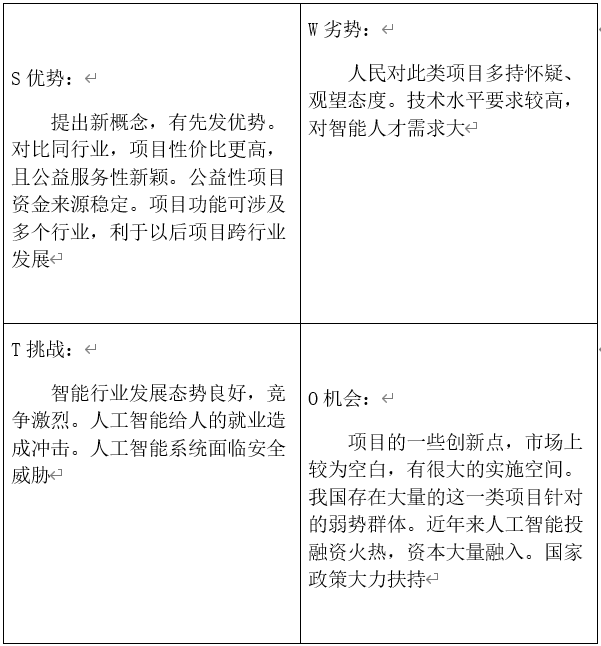 S 优势：
提出新概念，有先发优势。
对比同行业，项目性价比更高，
且公益服务性新颖。公益性项目
资金来源稳定。项目功能可涉及
多个行业，利于以后项目跨行业
发展
W 劣势：
人民对此类项目多持怀疑、
观望态度。技术水平要求较高，
对智能人才需求大
T 挑战：
智能行业发展态势良好，竞
争激烈。人工智能给人的就业造
成冲击。人工智能系统面临安全
威胁
O 机会：
项目的一些创新点，市场上
较为空白，有很大的实施空间。
我国存在大量的这一类项目针对
的弱势群体。近年来人工智能投
融资火热，资本大量融入。国家
政策大力扶持